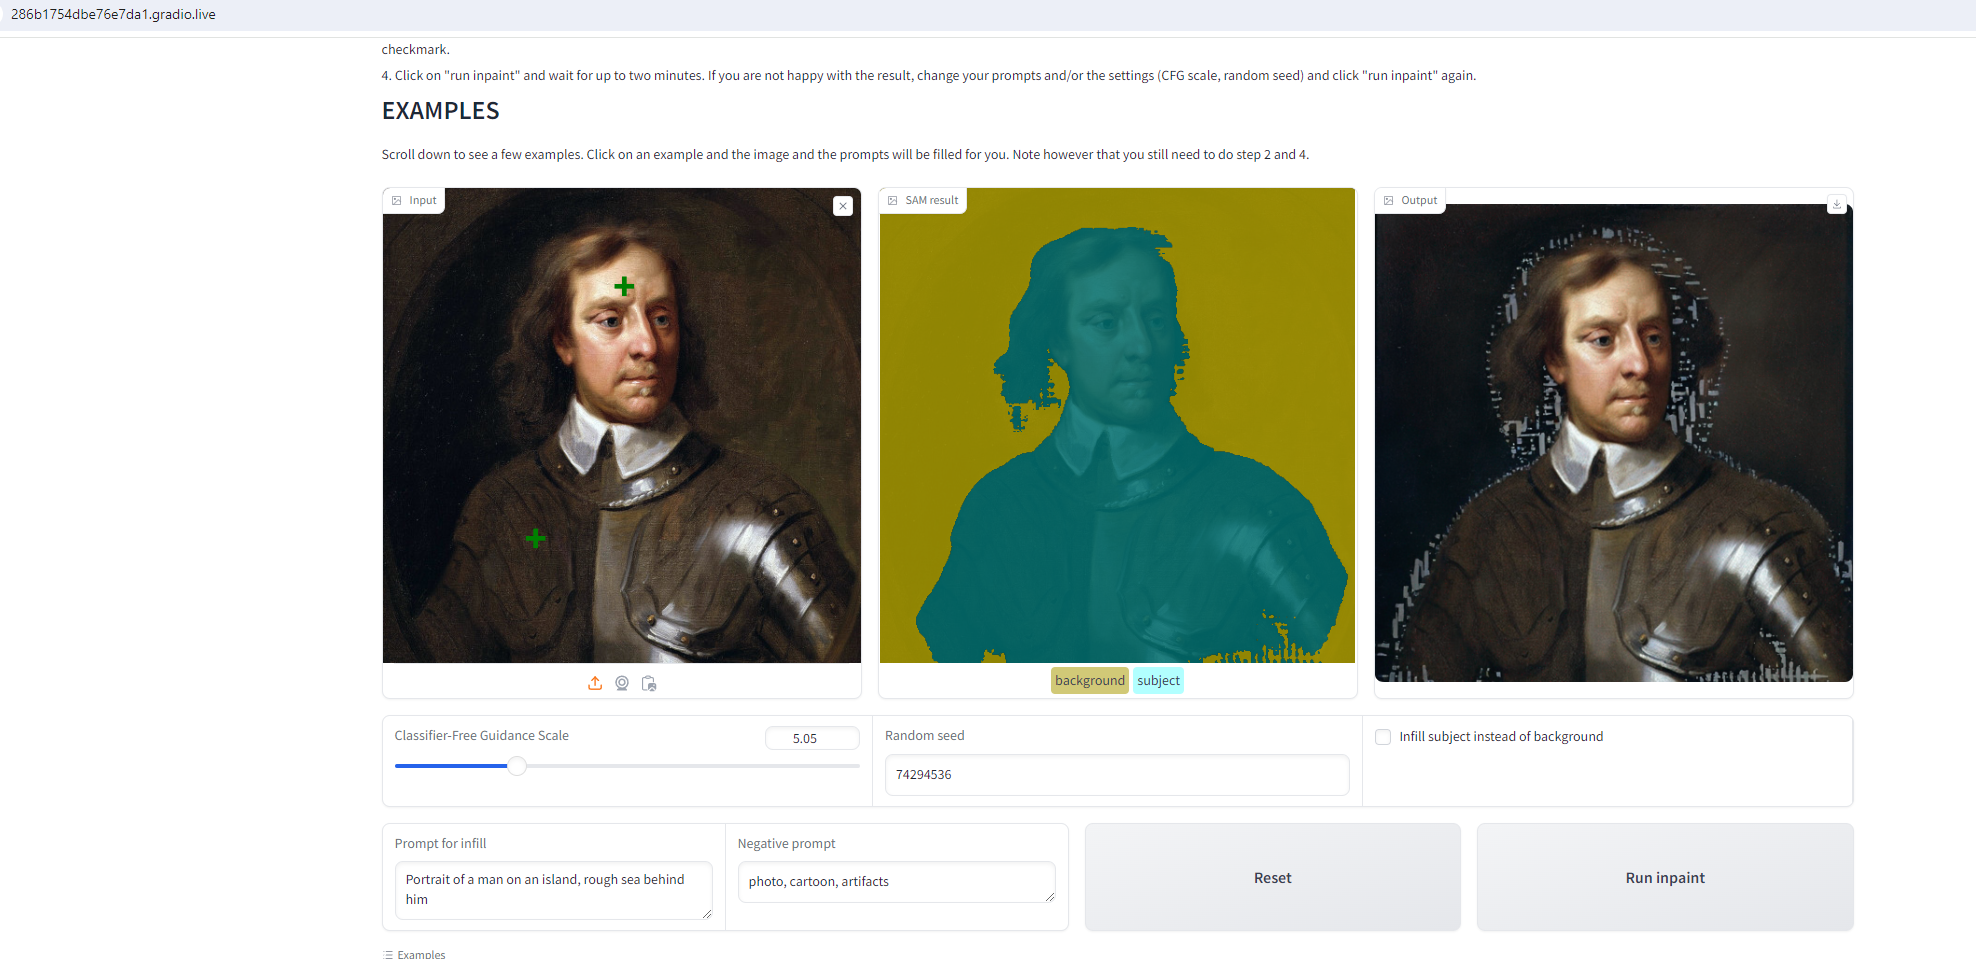 286b1754dbe76e7da1.gradio.live
checkmark.
4. Click on "run inpaint" and wait for up to two minutes. If you are not happy with the result, change your prompts and/or the settings (CFG scale, random seed) and click "run inpaint" again.
EXAMPLES
Scroll down to see a few examples. Click on an example and the image and the prompts will be filled for you. Note however that you still need to do step 2 and 4.
Input
SAM result
Output
background subject
Classifier-Free Guidance Scale
5.05
Random seed
74294536
Infill subject instead of background
Prompt for infill
Portrait of a man on an island, rough sea behind
him
Negative prompt
photo, cartoon, artifacts
Reset
Run inpaint
Examples